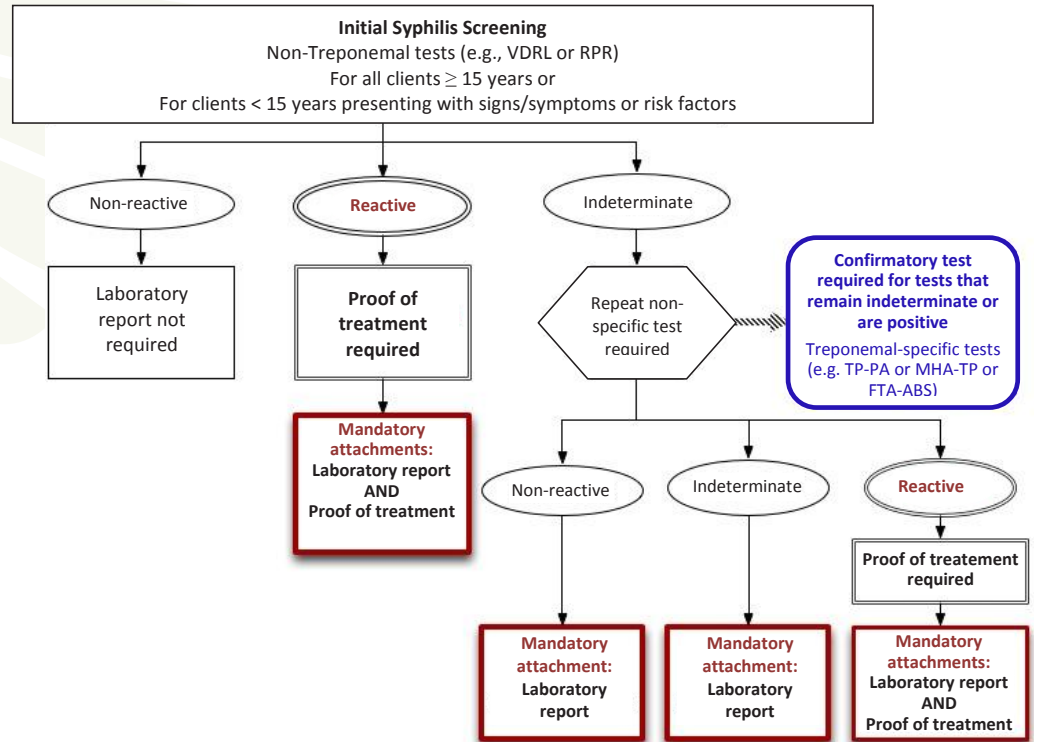 Initial Syphilis Screening
Non-Treponemal tests (e.g., VDRL or RPR)
For all clients ≥ 15 years or
For clients < 15 years presenting with signs/symptoms or risk factors
Non-reactive
Reactive
Indeterminate
Laboratory
report not
required
Proof of
treatment
required
Repeat non-
specific test
required
Confirmatory test
required for tests that
remain indeterminate or
are positive
Treponemal-specific tests
(e.g. TP-PA or MHA-TP or
FTA-ABS)
Mandatory
attachments:
Laboratory report
AND
Proof of treatment
Non-reactive
Indeterminate
Reactive
Proof of treatement
required
Mandatory
attachment:
Laboratory
report
Mandatory
attachment:
Laboratory
report
Mandatory
attachments:
Laboratory report
AND
Proof of treatment